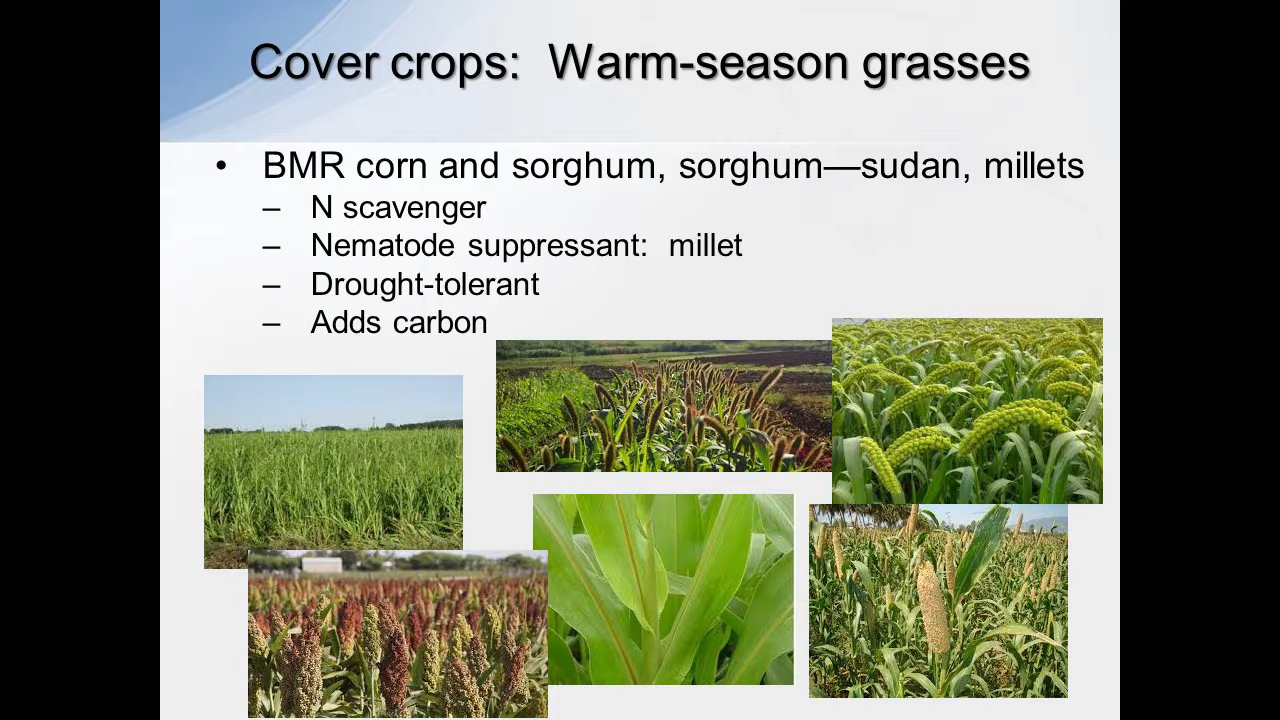 Cover crops:  Warm-season grasses
• BMR corn and sorghum, sorghum—sudan, millets
– N scavenger
– Nematode suppressant:  millet
– Drought-tolerant
– Adds carbon